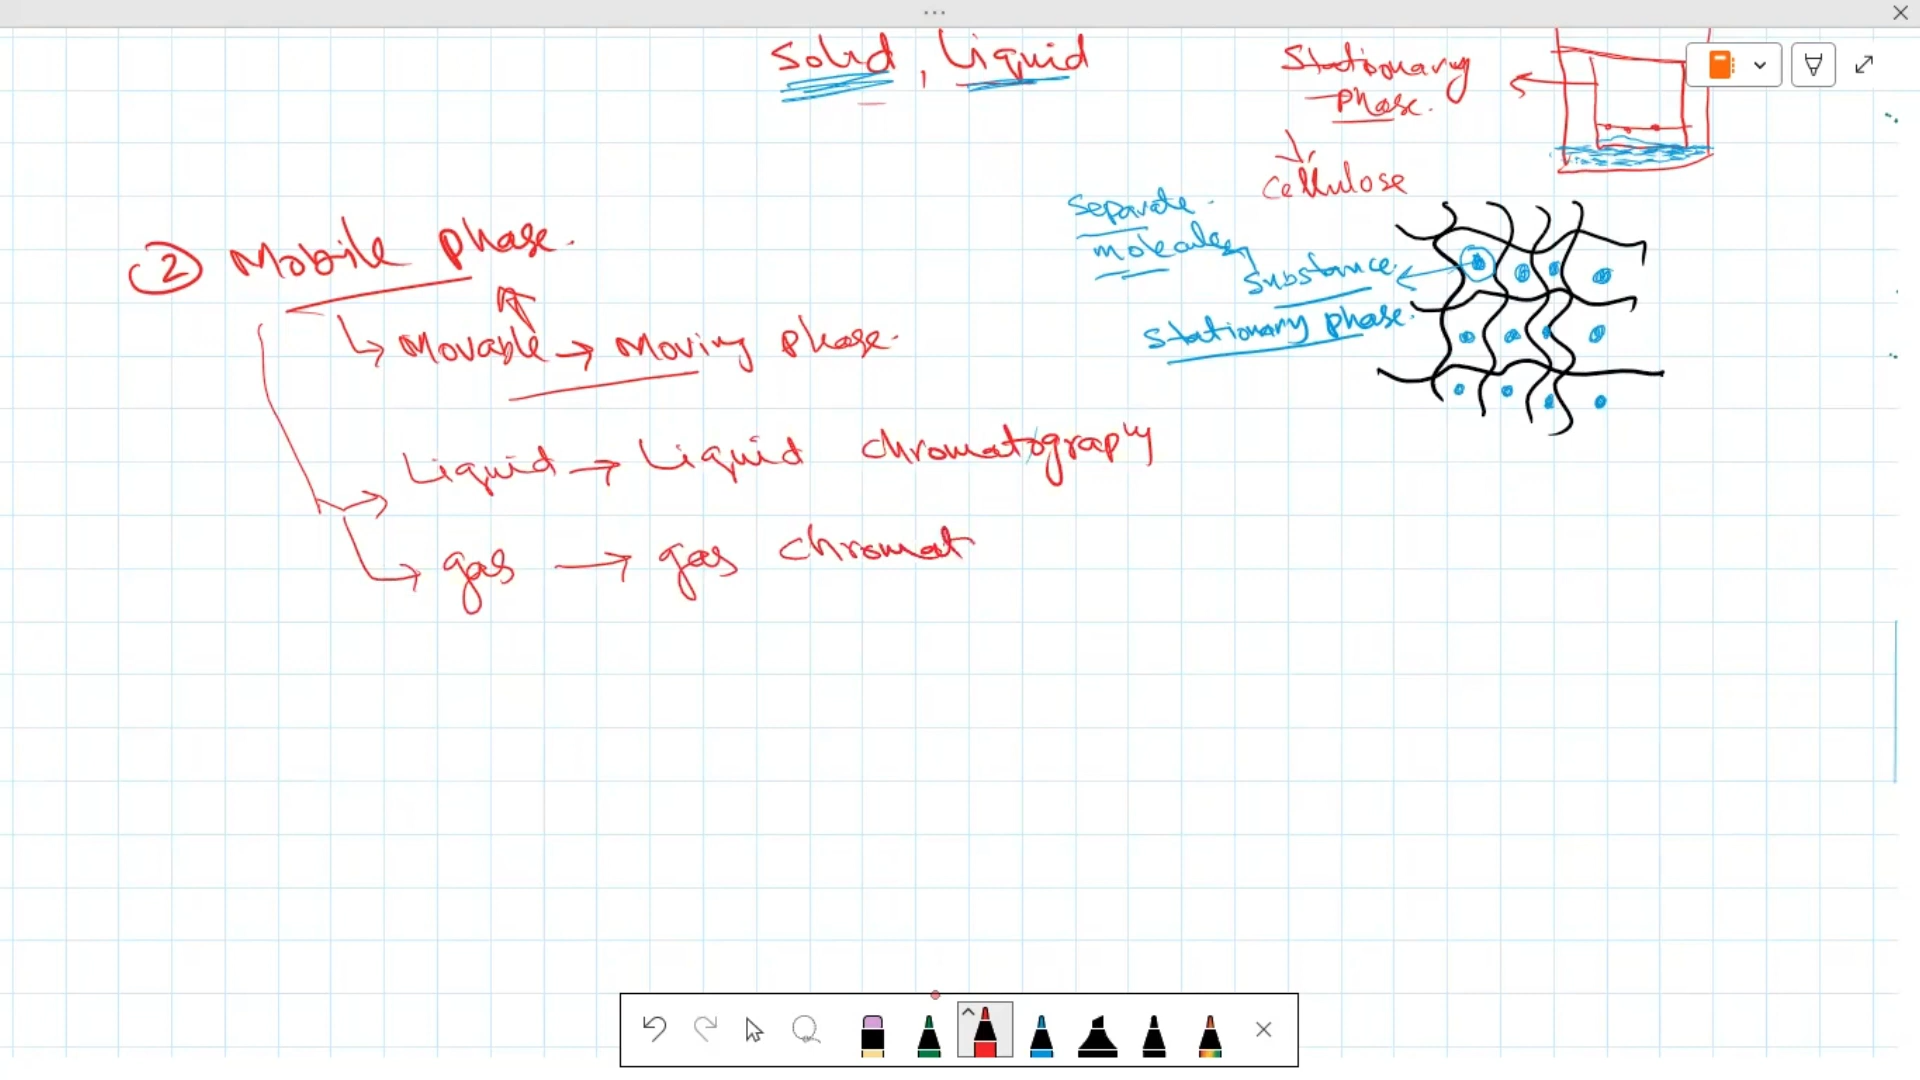 Solid , Liquid
Stationary
Phase.
Cellulose
Separate.
molecules
Substance.
Stationary phase.
② Mobile phase.
↳ Movable → Moving phase.
Liquid → Liquid chromatography
gas → gas chromat